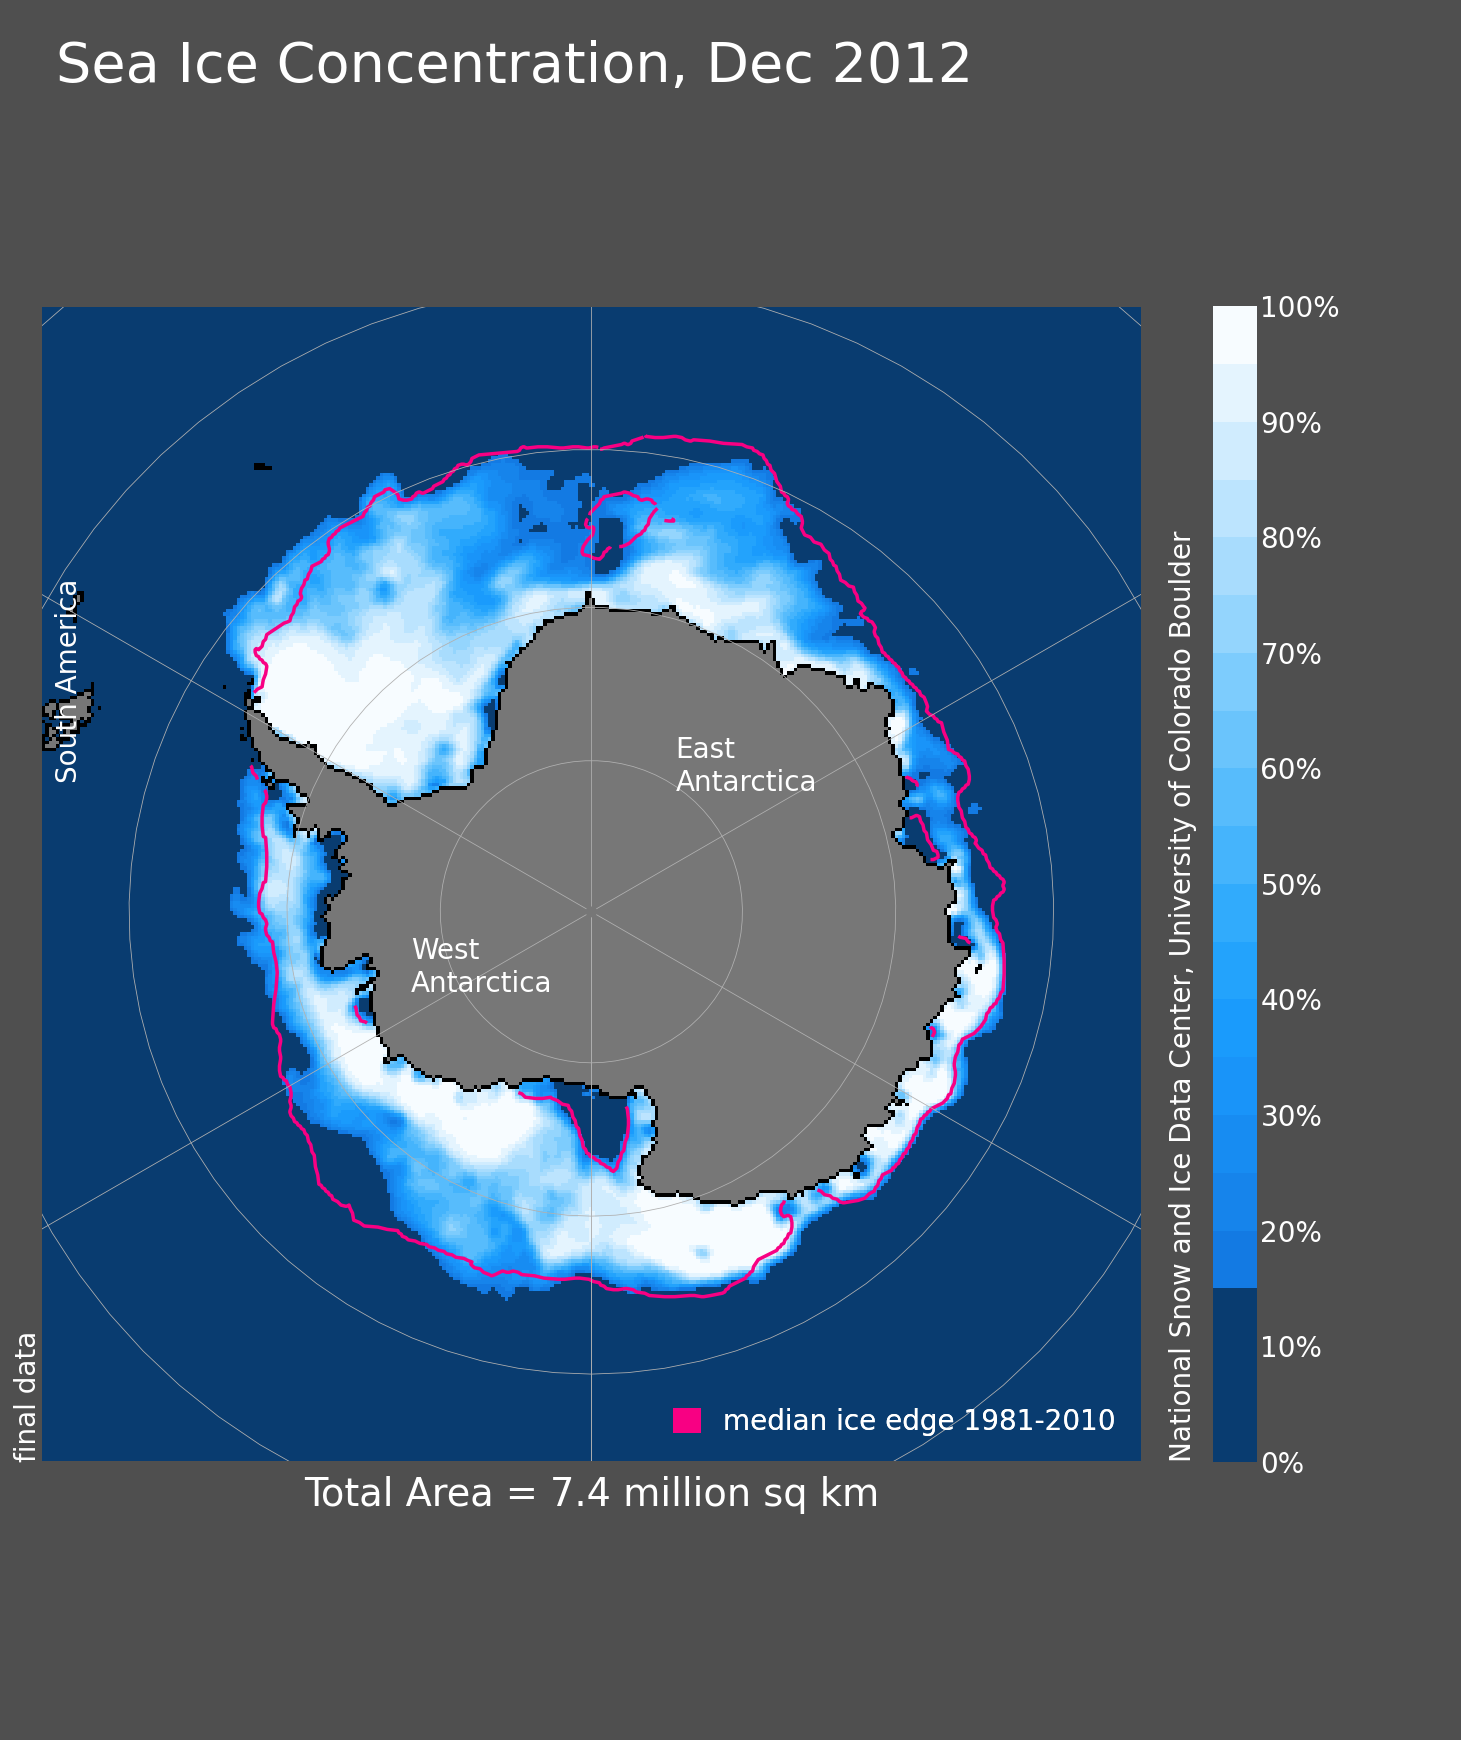 Sea Ice Concentration, Dec 2012
South America
East
Antarctica
West
Antarctica
median ice edge 1981-2010
final data
Total Area = 7.4 million sq km
National Snow and Ice Data Center, University of Colorado Boulder
100%
90%
80%
70%
60%
50%
40%
30%
20%
10%
0%